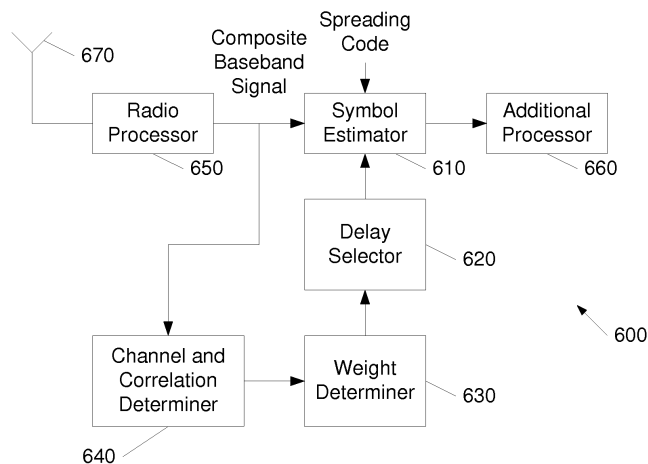 670
Composite
Baseband
Signal
Spreading
Code
Radio
Processor
650
Symbol
Estimator
610
Additional
Processor
660
Delay
Selector
620
600
Channel and
Correlation
Determiner
640
Weight
Determiner
630